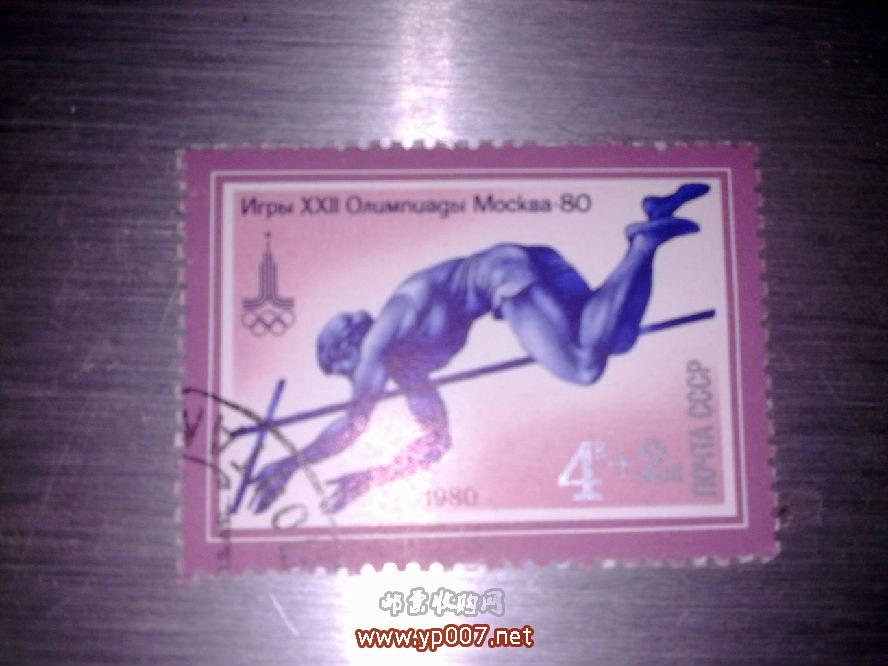 Игры XXII Олимпиады Москва-80
ПОЧТА СССР
4к+2к
1980
邮票收购网
www.yp007.net